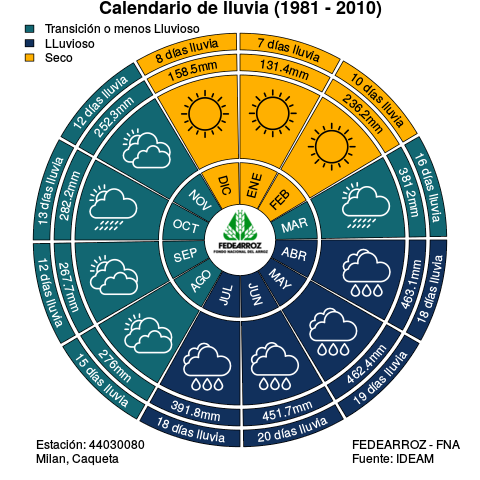 Calendario de lluvia (1981 - 2010)
Transición o menos Lluvioso
LLuvioso
Seco
7 días lluvia
131.4mm
ENE
10 días lluvia
236.2mm
FEB
16 días lluvia
381.2mm
MAR
18 días lluvia
463.1mm
ABR
19 días lluvia
462.4mm
MAY
20 días lluvia
451.7mm
JUN
18 días lluvia
391.8mm
JUL
15 días lluvia
276mm
AGO
12 días lluvia
267.7mm
SEP
13 días lluvia
282.2mm
OCT
12 días lluvia
252.3mm
NOV
8 días lluvia
158.5mm
DIC
FEDEARROZ
FONDO NACIONAL DEL ARROZ
Estación: 44030080
Milan, Caqueta
FEDEARROZ - FNA
Fuente: IDEAM